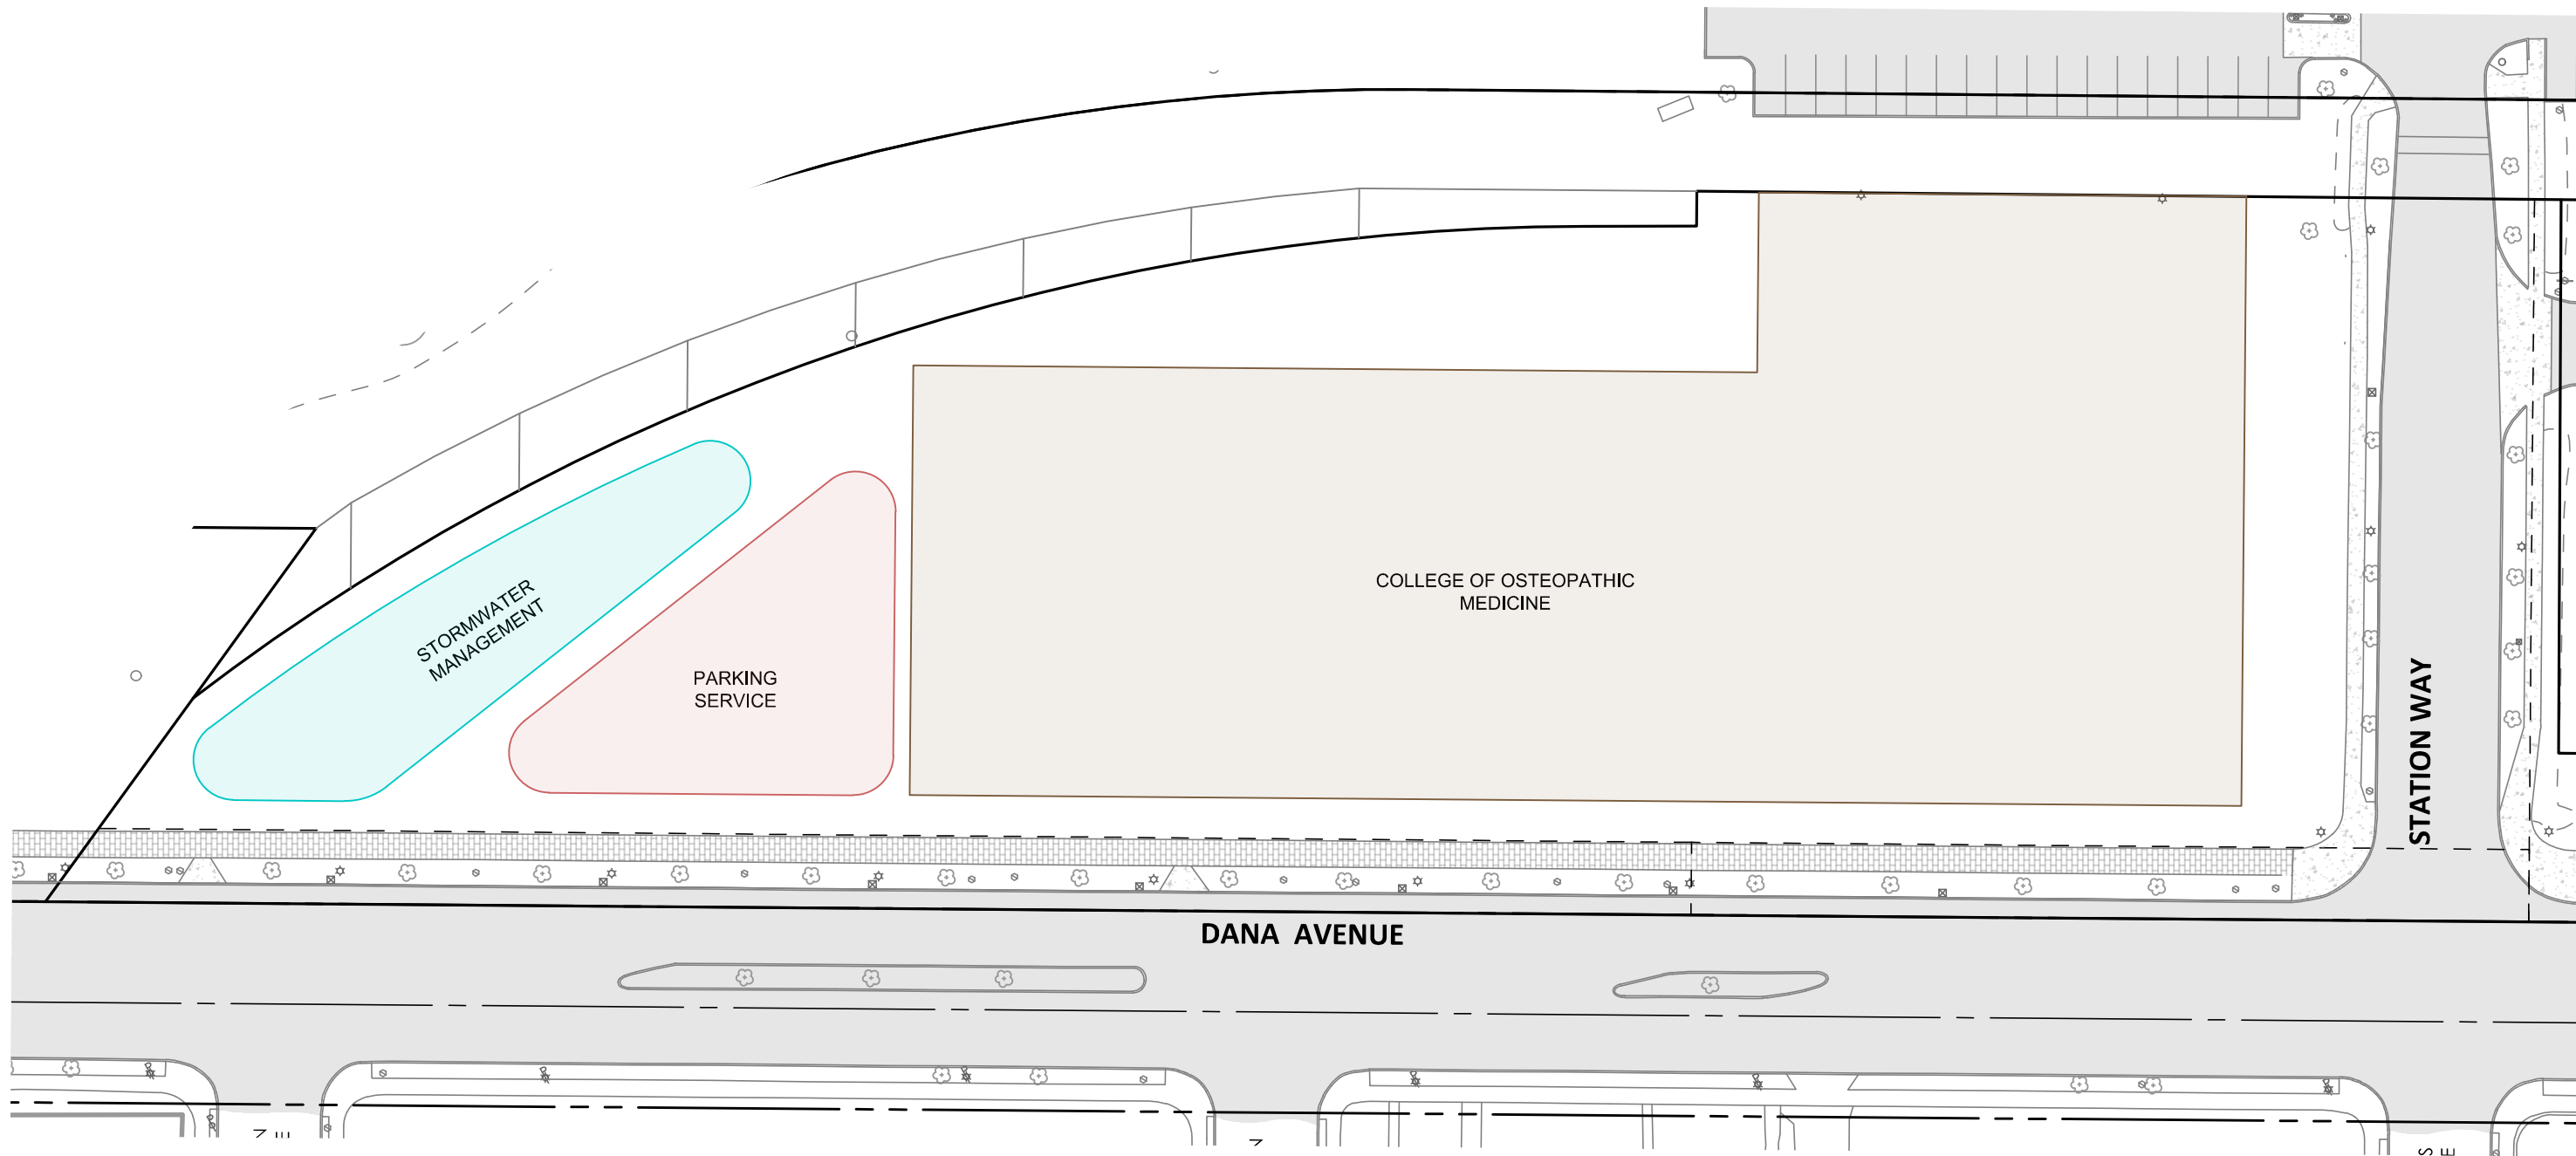 COLLEGE OF OSTEOPATHIC
MEDICINE
STORMWATER
MANAGEMENT
PARKING
SERVICE
STATION WAY
DANA AVENUE